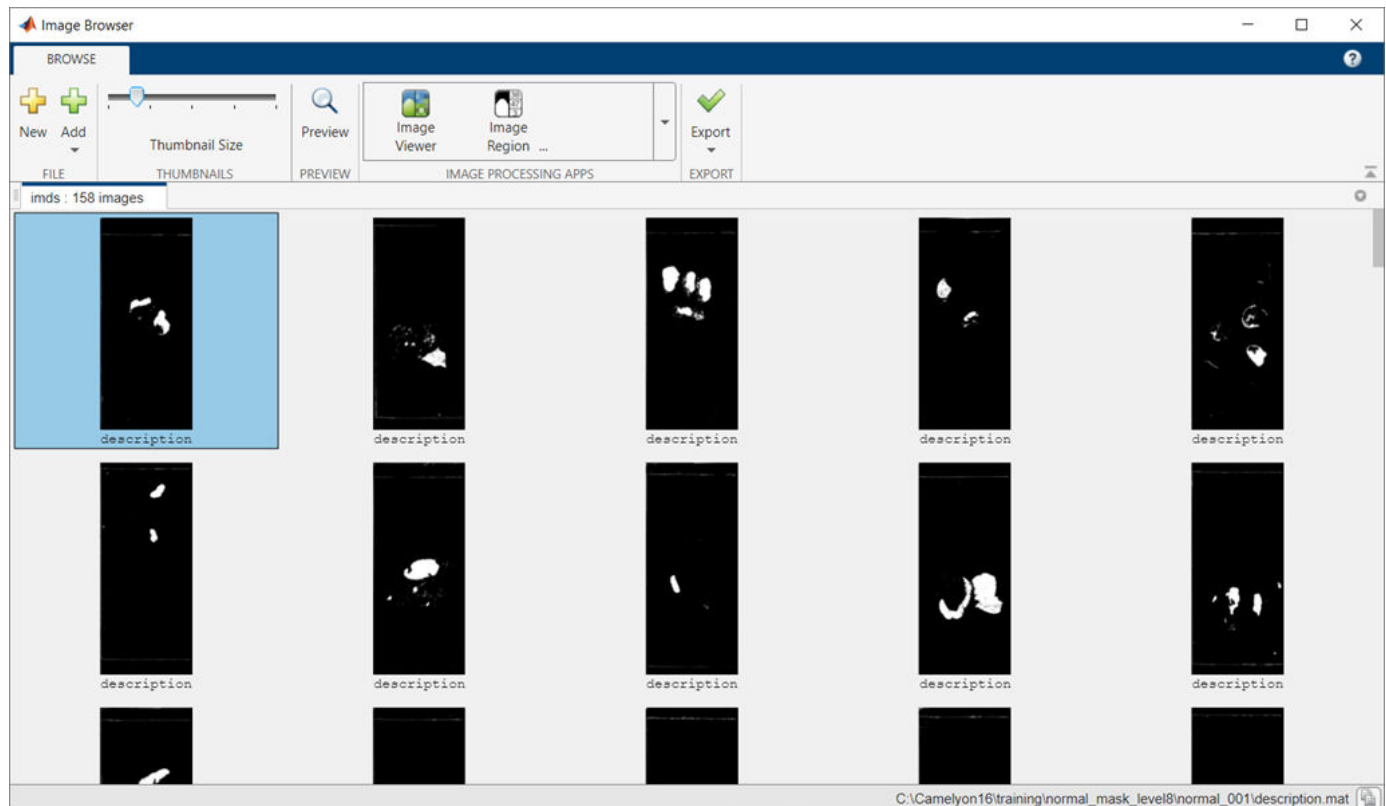 Image Browser
BROWSE
New Add
Thumbnail Size
Preview
Image Viewer
Image Region ...
Export
FILE THUMBNAILS PREVIEW IMAGE PROCESSING APPS EXPORT
imds : 158 images
description description description description description
description description description description description
C:\Camelyon16\training\normal_mask_level8\normal_001\description.mat